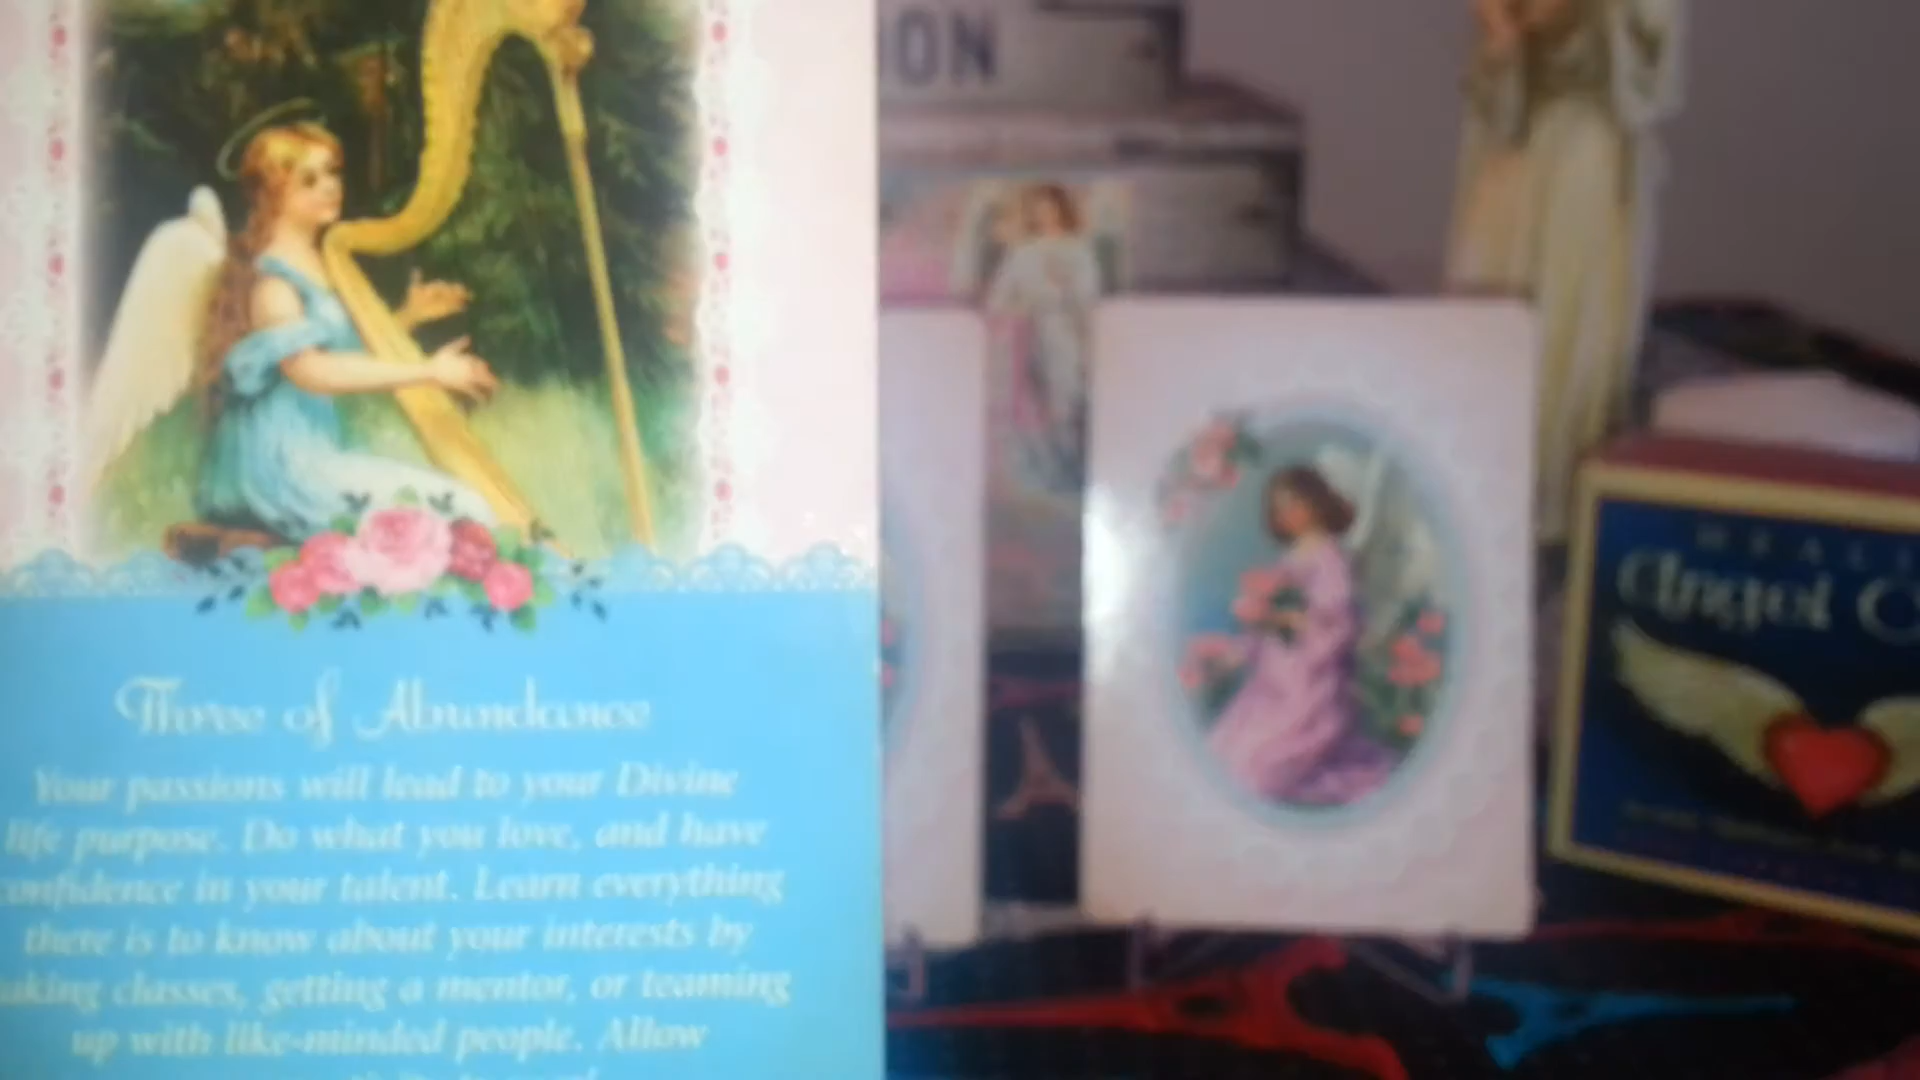 ION
HEALI
Angel C
Three of Abundance
Your passions will lead to your Divine
life purpose. Do what you love, and have
confidence in your talent. Learn everything
there is to know about your interests by
taking classes, getting a mentor, or teaming
up with like-minded people. Allow